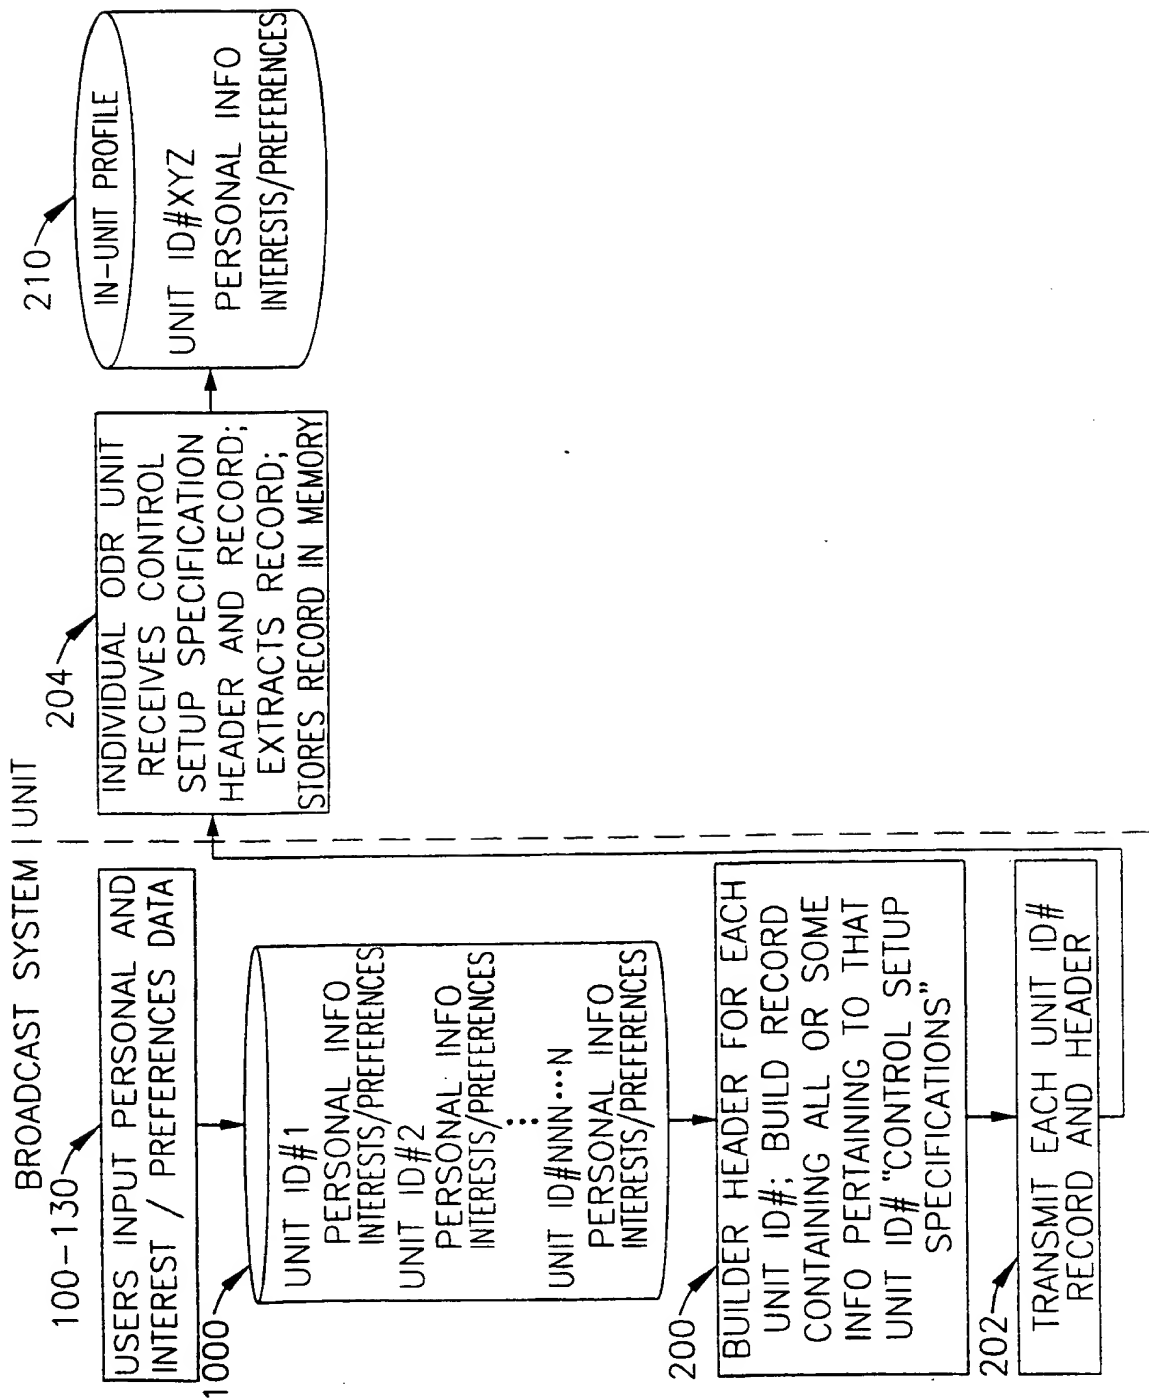 BROADCAST SYSTEM | UNIT
100-130
USERS INPUT PERSONAL AND
INTEREST / PREFERENCES DATA
1000
UNIT ID#1
PERSONAL INFO
INTERESTS/PREFERENCES
UNIT ID#2
PERSONAL INFO
INTERESTS/PREFERENCES
⋮
UNIT ID#NNN•••N
PERSONAL INFO
INTERESTS/PREFERENCES
200
BUILDER HEADER FOR EACH
UNIT ID#; BUILD RECORD
CONTAINING ALL OR SOME
INFO PERTAINING TO THAT
UNIT ID# "CONTROL SETUP
SPECIFICATIONS"
202
TRANSMIT EACH UNIT ID#
RECORD AND HEADER
204
INDIVIDUAL ODR UNIT
RECEIVES CONTROL
SETUP SPECIFICATION
HEADER AND RECORD;
EXTRACTS RECORD;
STORES RECORD IN MEMORY
210
IN-UNIT PROFILE
UNIT ID#XYZ
PERSONAL INFO
INTERESTS/PREFERENCES